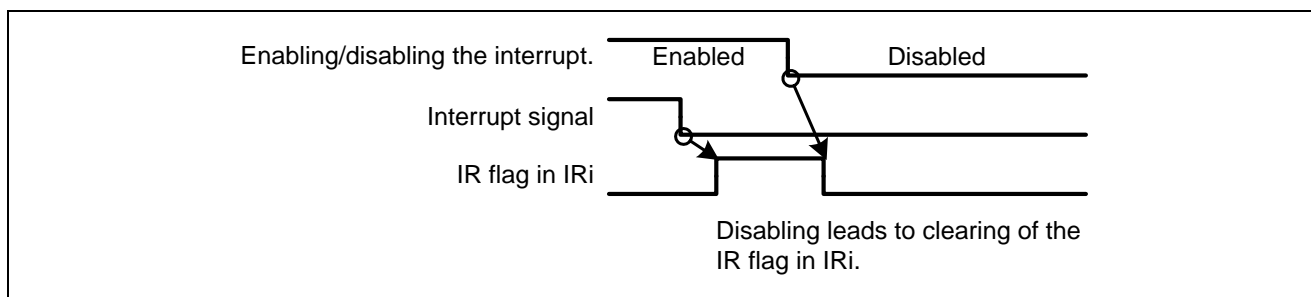 Enabling/disabling the interrupt.
Enabled
Disabled
Interrupt signal
IR flag in IRi
Disabling leads to clearing of the
IR flag in IRi.